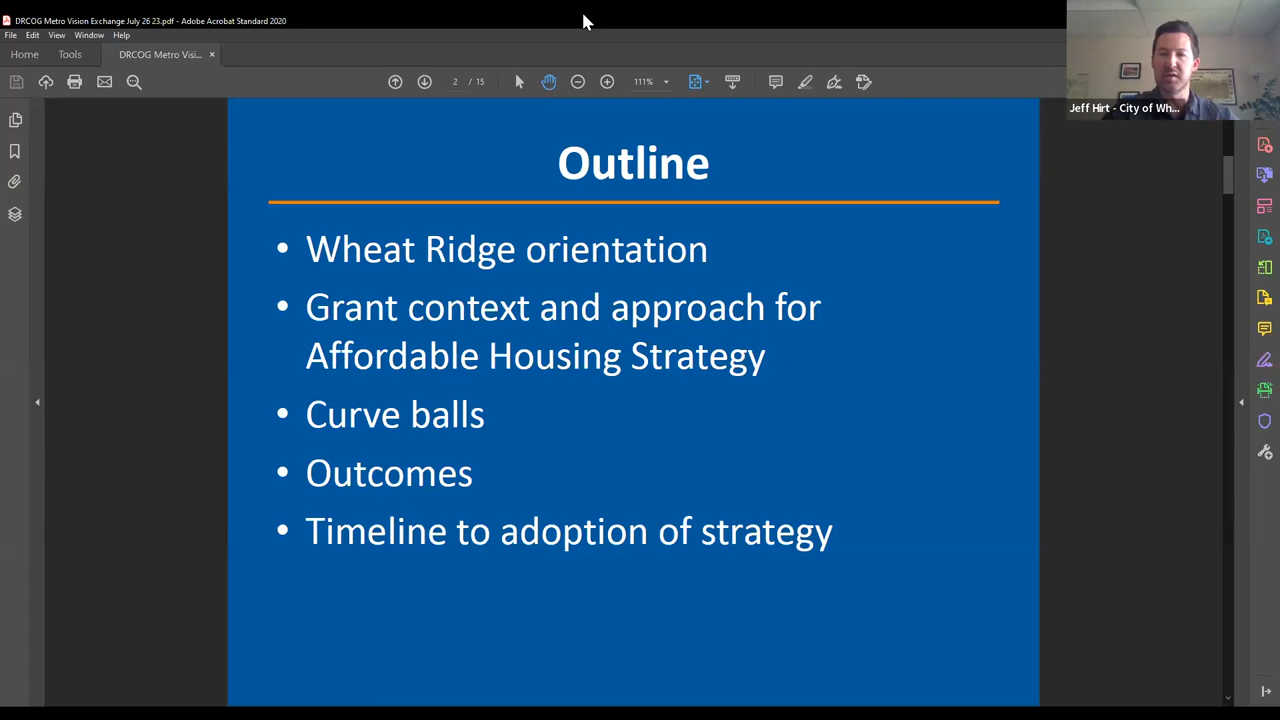 DRCOG Metro Vision Exchange July 26 23.pdf - Adobe Acrobat Standard 2020
File Edit View Window Help
Home Tools DRCOG Metro Visi... ×
2 / 15 111%
Jeff Hirt - City of Wh...
Outline
• Wheat Ridge orientation
• Grant context and approach for
Affordable Housing Strategy
• Curve balls
• Outcomes
• Timeline to adoption of strategy